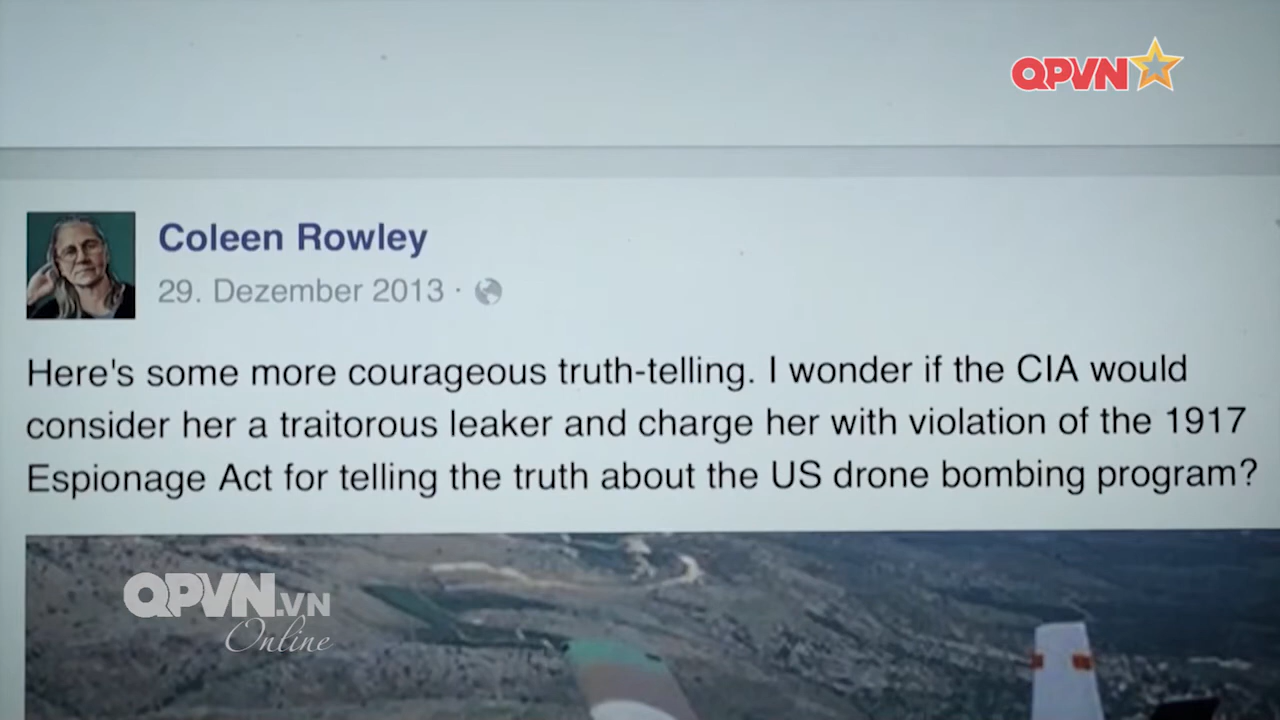 QPVN
Coleen Rowley
29. Dezember 2013 ·
Here's some more courageous truth-telling. I wonder if the CIA would
consider her a traitorous leaker and charge her with violation of the 1917
Espionage Act for telling the truth about the US drone bombing program?
QPVN.VN
Online